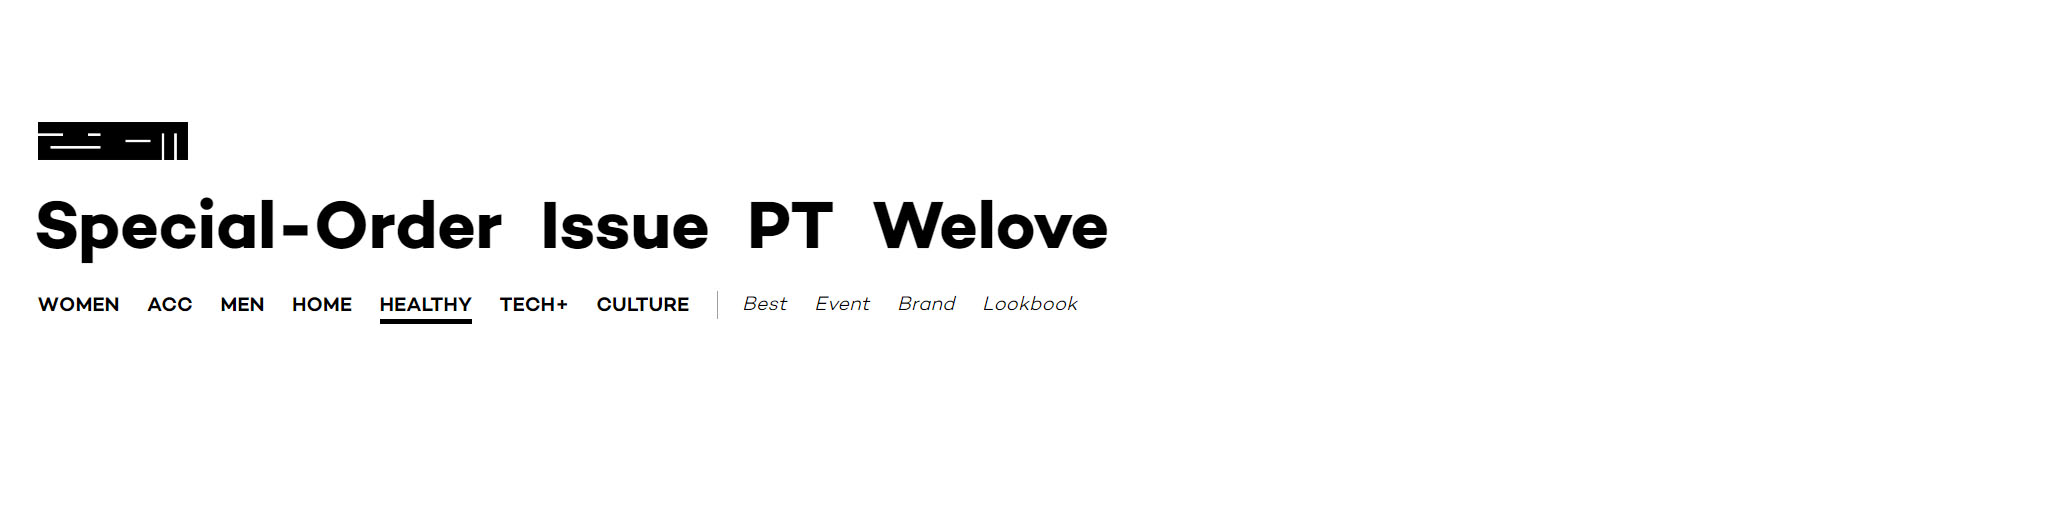 Special-Order Issue PT Welove
WOMEN ACC MEN HOME HEALTHY TECH+ CULTURE Best Event Brand Lookbook